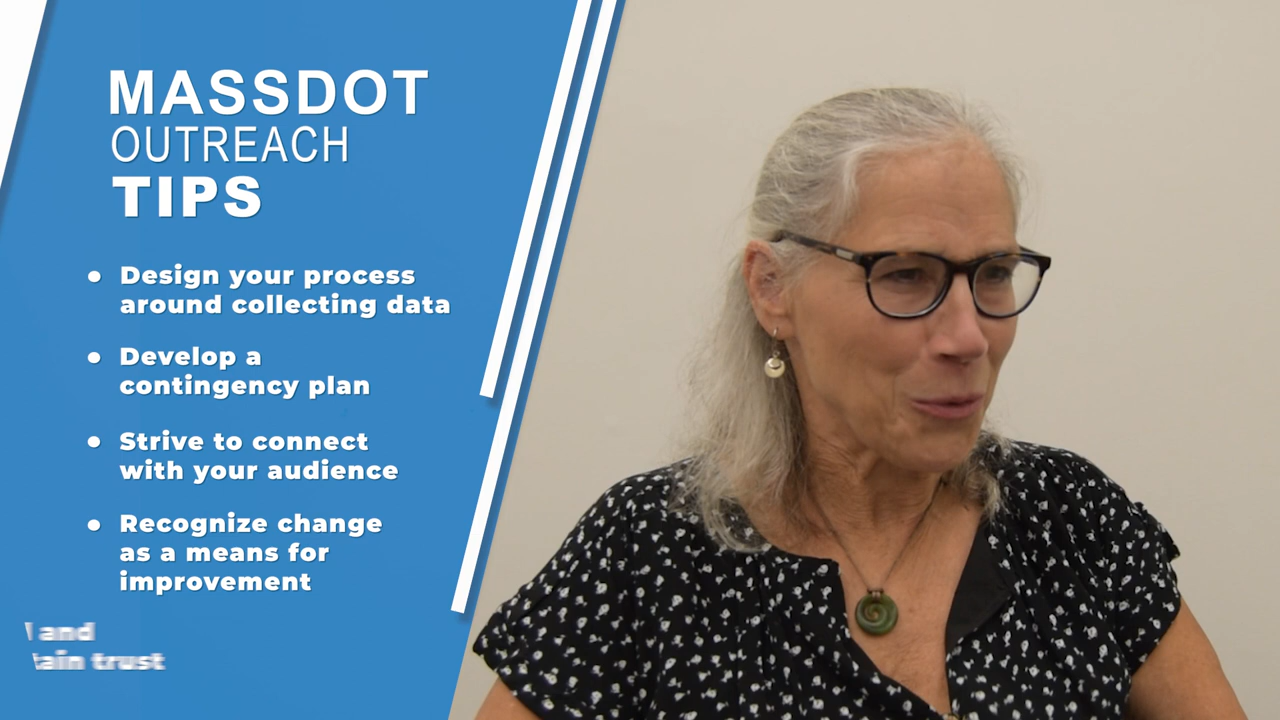 MASSDOT
OUTREACH
TIPS
• Design your process
around collecting data
• Develop a
contingency plan
• Strive to connect
with your audience
• Recognize change
as a means for
improvement
and
trust